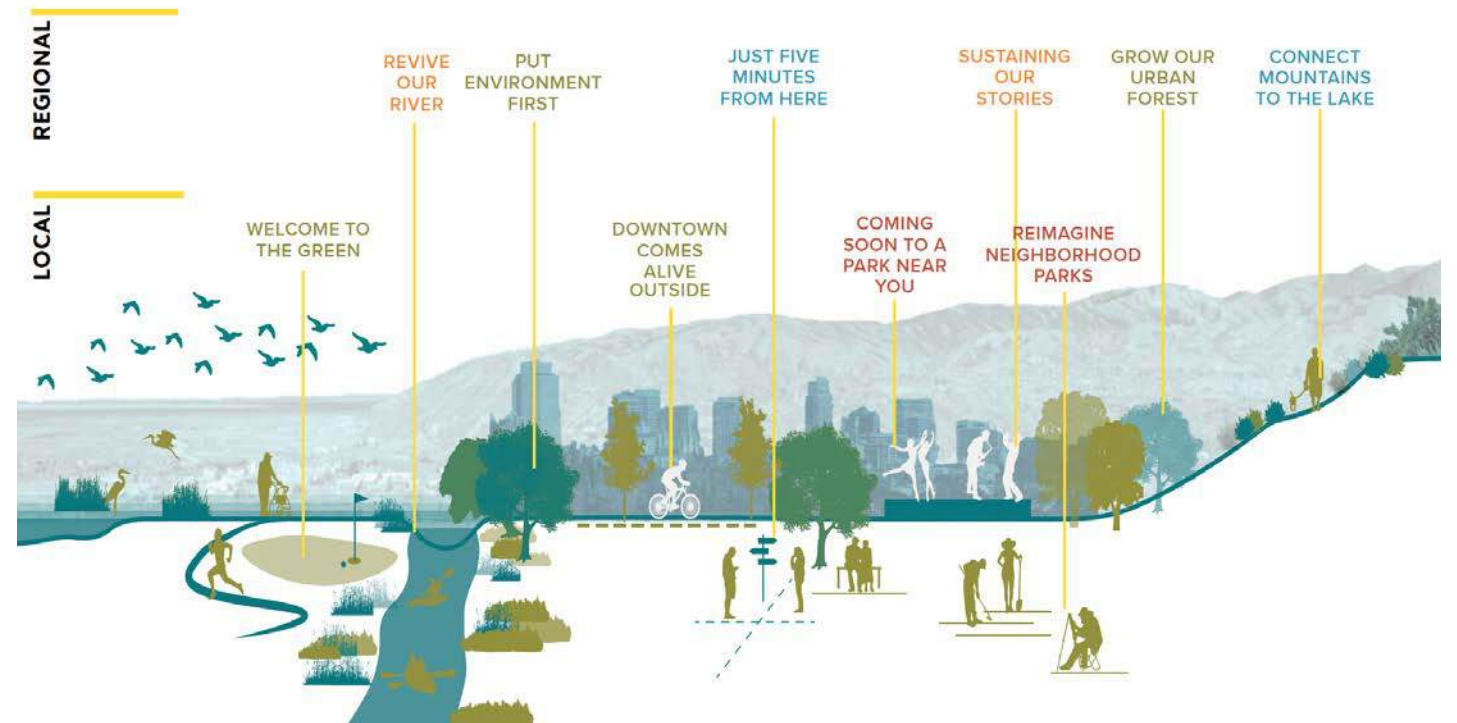 REGIONAL
REVIVE
OUR
RIVER
PUT
ENVIRONMENT
FIRST
JUST FIVE
MINUTES
FROM HERE
SUSTAINING
OUR
STORIES
GROW OUR
URBAN
FOREST
CONNECT
MOUNTAINS
TO THE LAKE
LOCAL
WELCOME TO
THE GREEN
DOWNTOWN
COMES
ALIVE
OUTSIDE
COMING
SOON TO A
PARK NEAR
YOU
REIMAGINE
NEIGHBORHOOD
PARKS